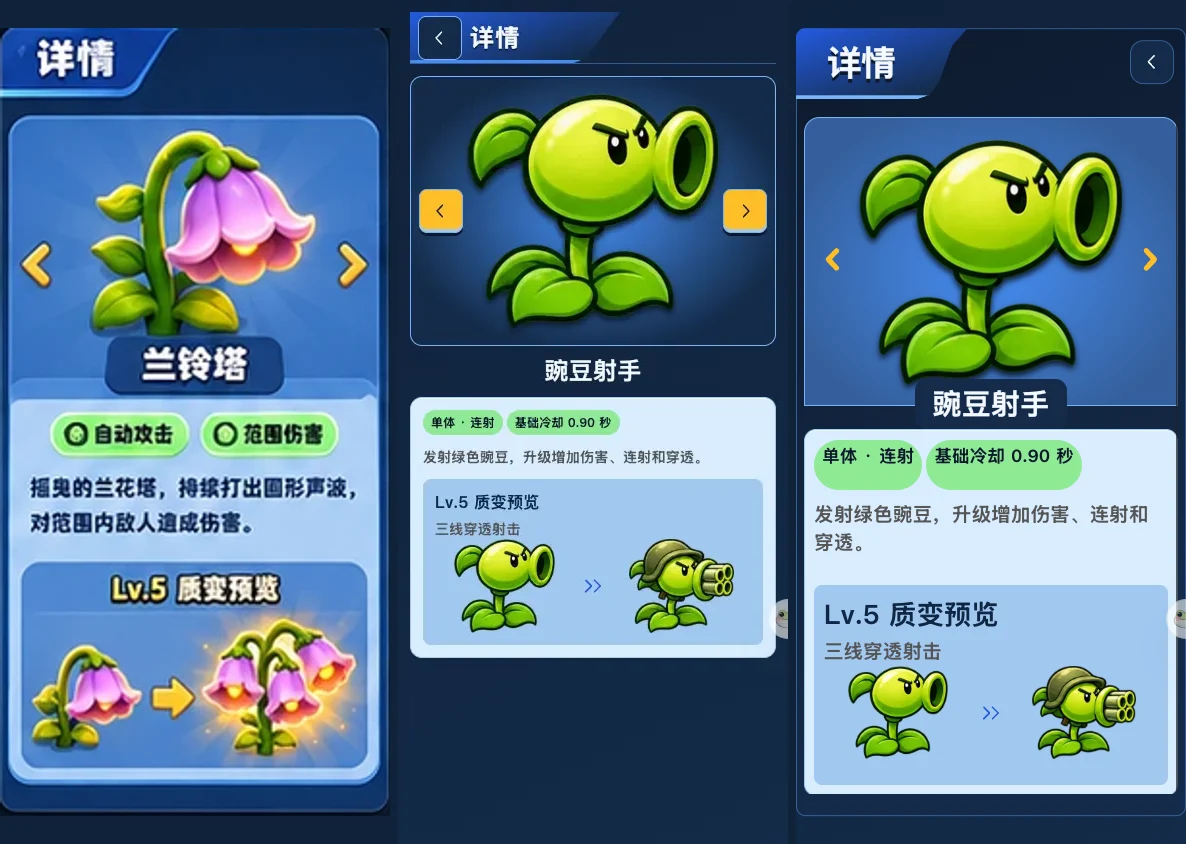 详情
兰铃塔
自动攻击
范围伤害
摇曳的兰花塔，持续打出圆形声波，
对范围内敌人造成伤害。
Lv.5 质变预览
详情
豌豆射手
单体 · 连射
基础冷却 0.90 秒
发射绿色豌豆，升级增加伤害、连射和穿透。
Lv.5 质变预览
三线穿透射击
详情
豌豆射手
单体 · 连射
基础冷却 0.90 秒
发射绿色豌豆，升级增加伤害、连射和
穿透。
Lv.5 质变预览
三线穿透射击